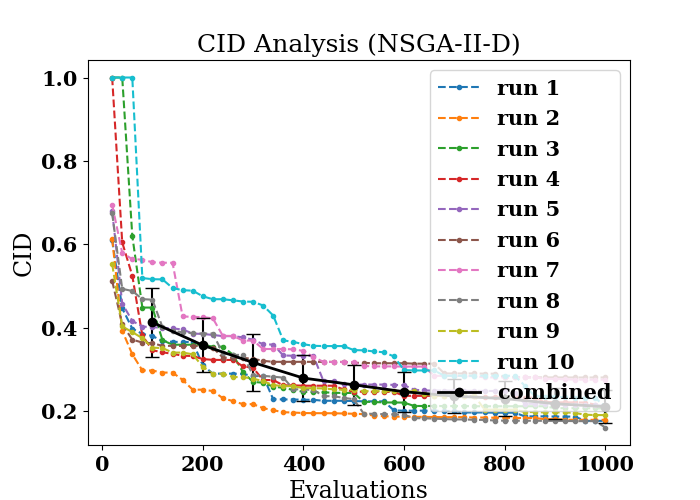 CID Analysis (NSGA-II-D)
1.0
0.8
0.6
0.4
0.2
CID
run 1
run 2
run 3
run 4
run 5
run 6
run 7
run 8
run 9
run 10
combined
0 200 400 600 800 1000
Evaluations